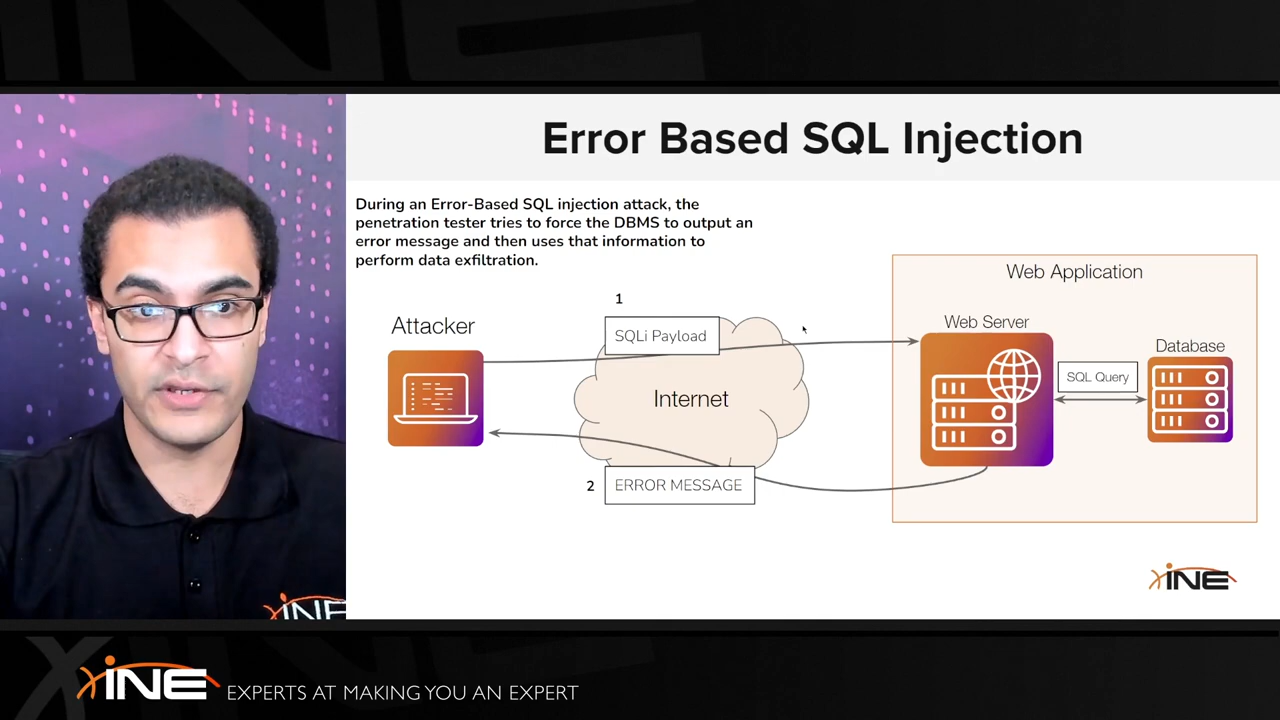 Error Based SQL Injection
During an Error-Based SQL injection attack, the
penetration tester tries to force the DBMS to output an
error message and then uses that information to
perform data exfiltration.
1
SQLi Payload
Attacker
Internet
2
ERROR MESSAGE
Web Application
Web Server
SQL Query
Database
INE
INE
INE
EXPERTS AT MAKING YOU AN EXPERT